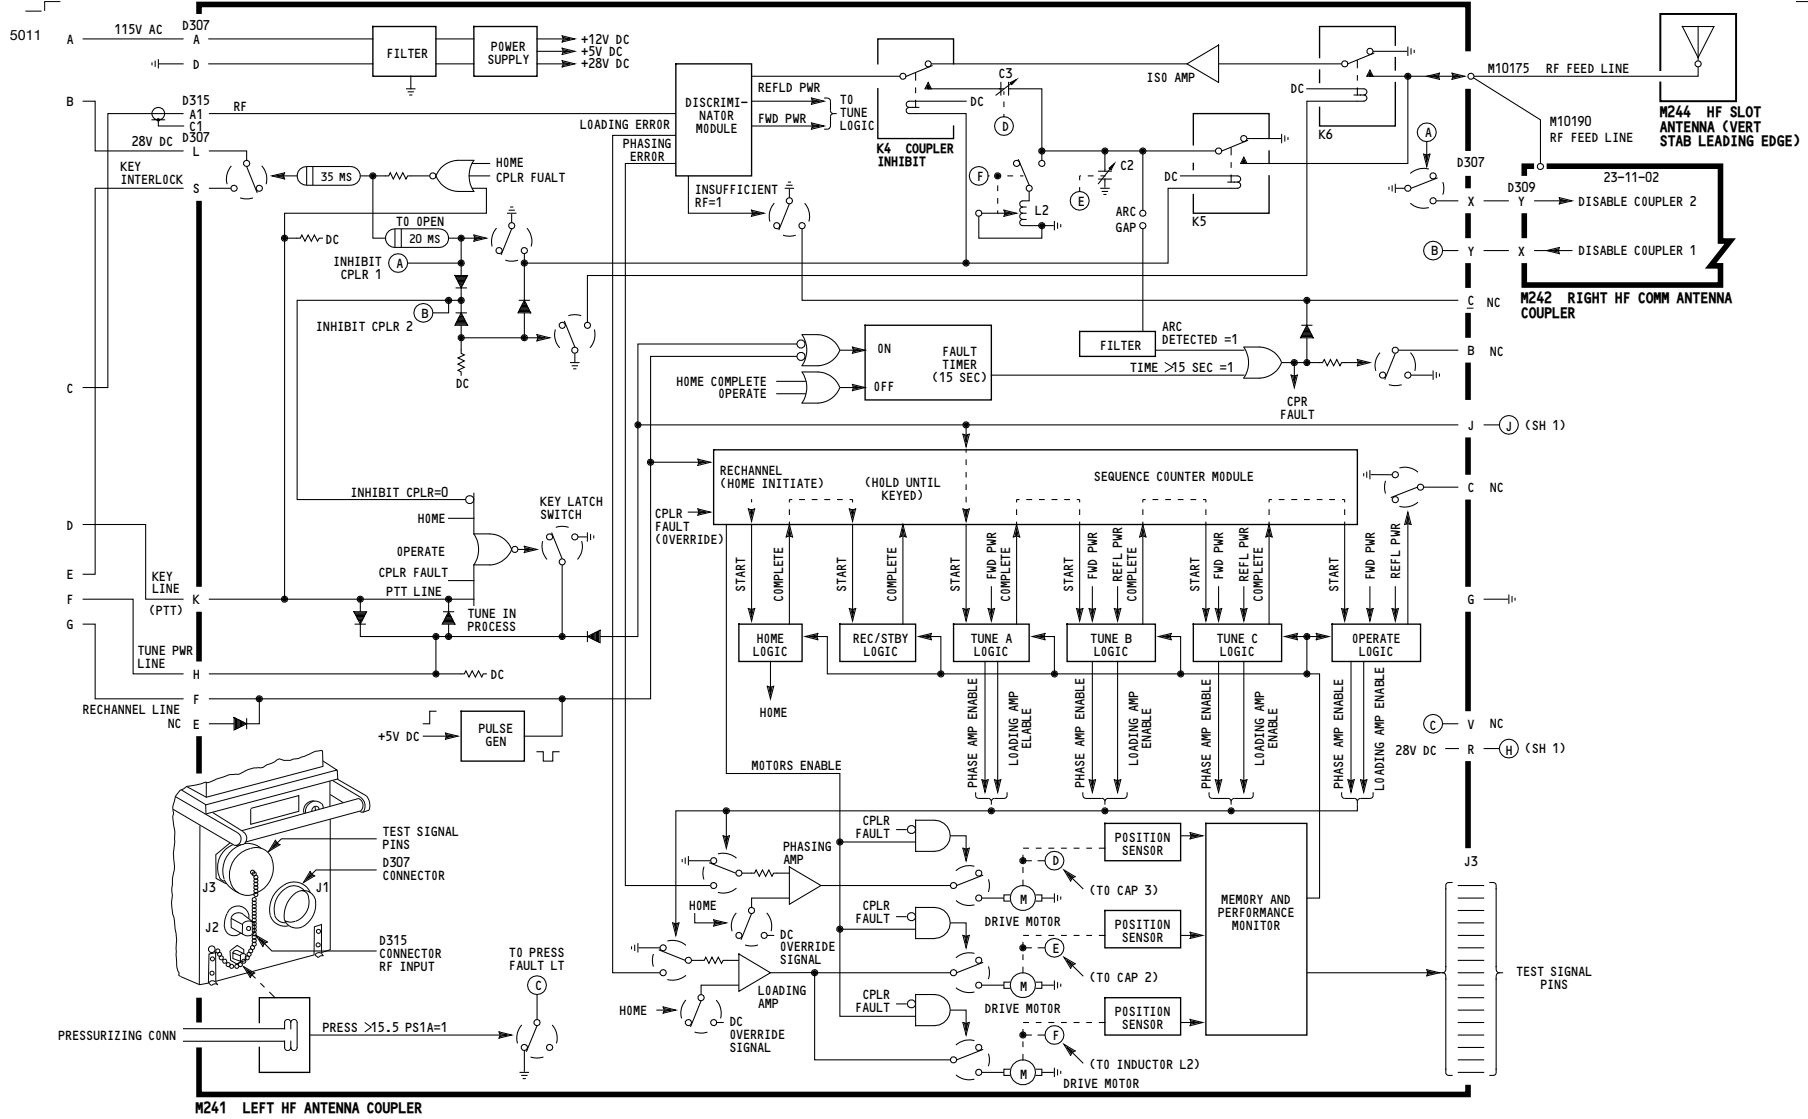 5011
A
115V AC
D307
A
D
FILTER
POWER
SUPPLY
+12V DC
+5V DC
+28V DC
B
D315
A1
C1
RF
D307
28V DC
L
KEY
INTERLOCK
S
35 MS
HOME
CPLR FUALT
TO OPEN
20 MS
DC
INHIBIT
CPLR 1
A
B
INHIBIT CPLR 2
DC
LOADING ERROR
PHASING
ERROR
DISCRIMI-
NATOR
MODULE
REFLD PWR
FWD PWR
TO
TUNE
LOGIC
INSUFFICIENT
RF=1
K4 COUPLER
INHIBIT
DC
C3
D
ISO AMP
F
L2
C2
E
ARC
GAP
DC
K5
DC
K6
A
M10175 RF FEED LINE
M10190
RF FEED LINE
M244 HF SLOT
ANTENNA (VERT
STAB LEADING EDGE)
D307
D309
23-11-02
X
Y
DISABLE COUPLER 2
B
Y
X
DISABLE COUPLER 1
M242 RIGHT HF COMM ANTENNA
COUPLER
C NC
C
ON
OFF
FAULT
TIMER
(15 SEC)
HOME COMPLETE
OPERATE
FILTER
ARC
DETECTED =1
TIME >15 SEC =1
CPR
FAULT
B NC
J
J
(SH 1)
RECHANNEL
(HOME INITIATE)
(HOLD UNTIL
KEYED)
SEQUENCE COUNTER MODULE
CPLR
FAULT
(OVERRIDE)
C NC
INHIBIT CPLR=0
HOME
OPERATE
CPLR FAULT
PTT LINE
KEY LATCH
SWITCH
TUNE IN
PROCESS
D
E
F
G
KEY
LINE
(PTT)
K
TUNE PWR
LINE
H
DC
F
RECHANNEL LINE
NC E
+5V DC
PULSE
GEN
START
COMPLETE
START
COMPLETE
START
FWD PWR
COMPLETE
START
FWD PWR
REFL PWR
COMPLETE
START
FWD PWR
REFL PWR
COMPLETE
START
FWD PWR
REFL PWR
HOME
LOGIC
REC/STBY
LOGIC
TUNE A
LOGIC
TUNE B
LOGIC
TUNE C
LOGIC
OPERATE
LOGIC
G
HOME
PHASE AMP ENABLE
LOADING AMP
ELABLE
PHASE AMP ENABLE
LOADING AMP
ENABLE
PHASE AMP ENABLE
LOADING AMP
ENABLE
PHASE AMP ENABLE
LOADING AMP ENABLE
C
V NC
28V DC
R
H
(SH 1)
MOTORS ENABLE
TEST SIGNAL
PINS
D307
CONNECTOR
J3
J1
J2
D315
CONNECTOR
RF INPUT
PRESSURIZING CONN
PRESS >15.5 PS1A=1
TO PRESS
FAULT LT
C
PHASING
AMP
HOME
DC
OVERRIDE
SIGNAL
LOADING
AMP
HOME
DC
OVERRIDE
SIGNAL
CPLR
FAULT
CPLR
FAULT
CPLR
FAULT
M
D
(TO CAP 3)
DRIVE MOTOR
M
E
(TO CAP 2)
DRIVE MOTOR
M
F
(TO INDUCTOR L2)
DRIVE MOTOR
POSITION
SENSOR
POSITION
SENSOR
POSITION
SENSOR
MEMORY AND
PERFORMANCE
MONITOR
J3
TEST SIGNAL
PINS
M241 LEFT HF ANTENNA COUPLER